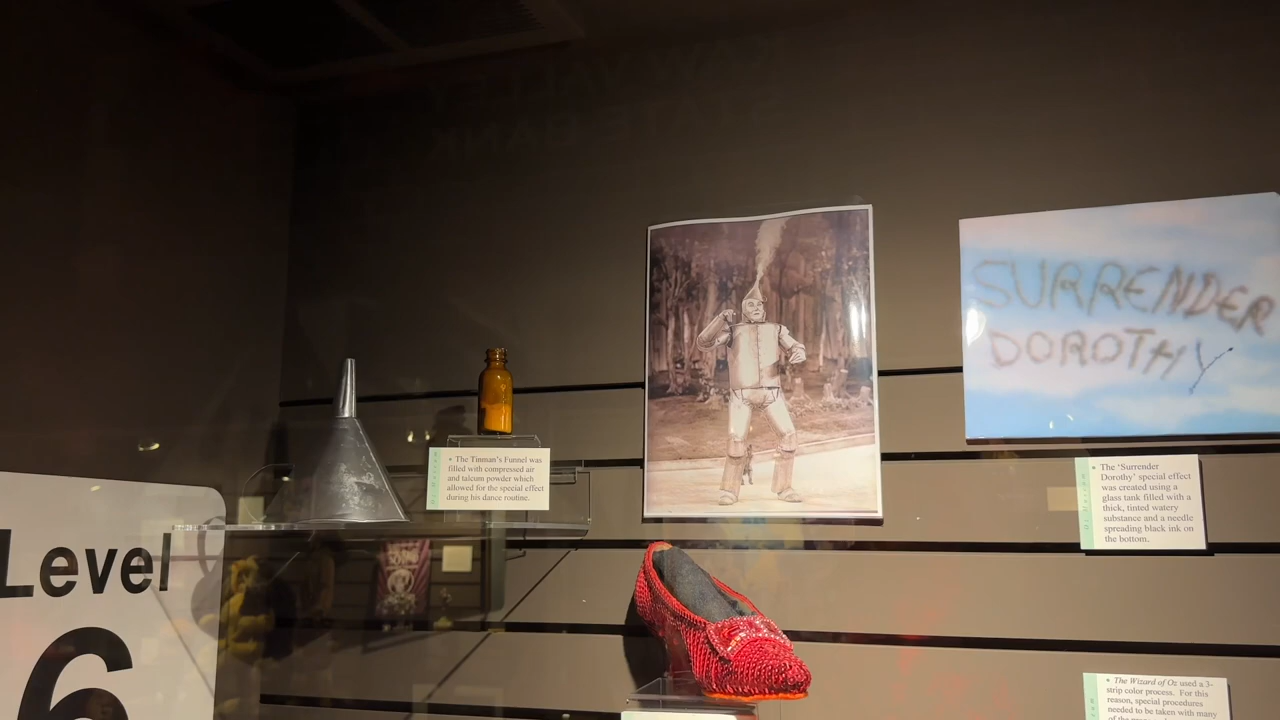 SURRENDER
DOROTHY
• The Tinman's Funnel was
filled with compressed air
and talcum powder which
allowed for the special effect
during his dance routine.
• The 'Surrender
Dorothy' special effect
was created using a
glass tank filled with a
thick, tinted watery
substance and a needle
spreading black ink on
the bottom.
Level
6
• The Wizard of Oz used a 3-
strip color process. For this
reason, special procedures
needed to be taken with many